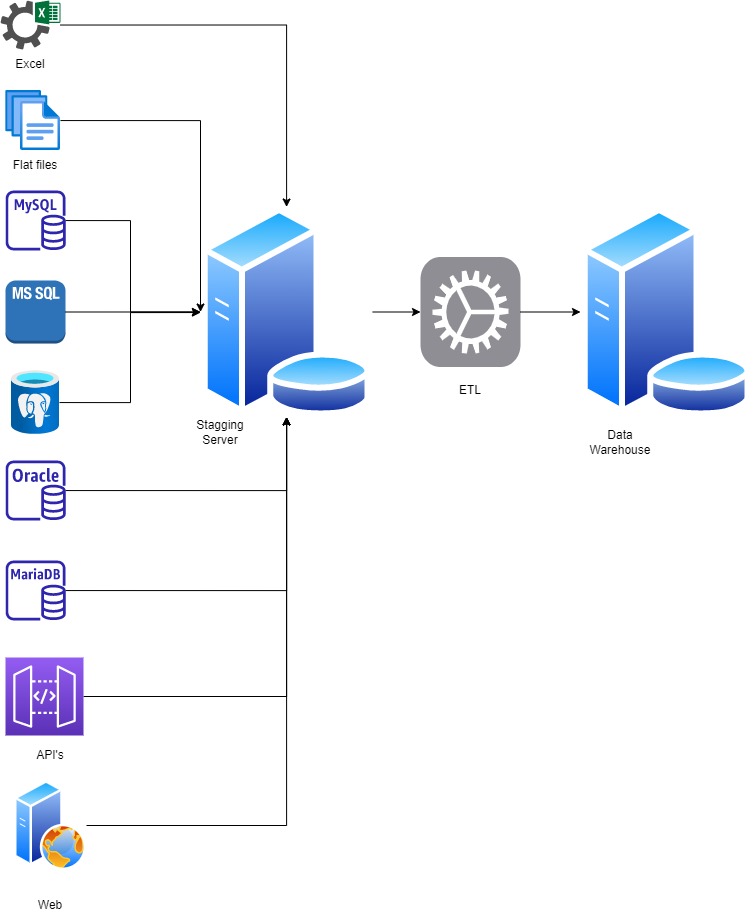 X
Excel
Flat files
MySQL
MS SQL
Oracle
MariaDB
</>
API's
Web
Stagging
Server
ETL
Data
Warehouse